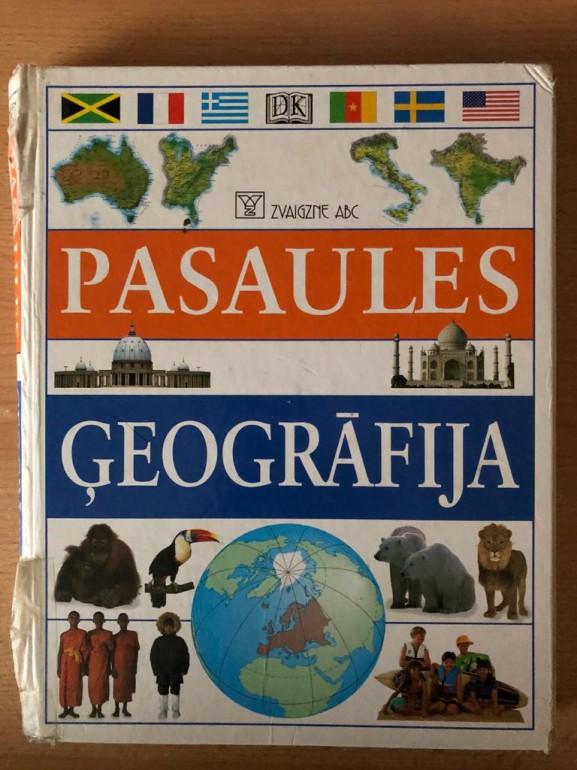 DK
ZVAIGZNE ABC
PASAULES
ĢEOGRĀFIJA